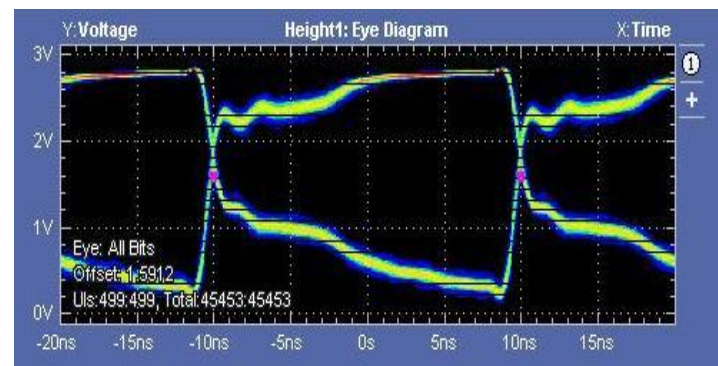 Y:Voltage Height1: Eye Diagram X:Time
3V
1
2V
+
1V
Eye: All Bits
Offset: 1.5912
0V
UIs:499:499, Total:45453:45453
-20ns -15ns -10ns -5ns 0s 5ns 10ns 15ns